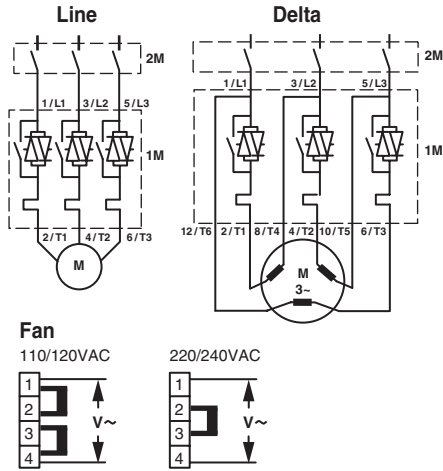 Line Delta
2M 2M
1/L1 3/L2 5/L3 1/L1 3/L2 5/L3
1M 1M
12/T6 2/T1 8/T4 4/T2 10/T5 6/T3
2/T1 4/T2 6/T3
M M
3~
Fan
110/120VAC 220/240VAC
1 1
2 2
V~ V~
3 3
4 4